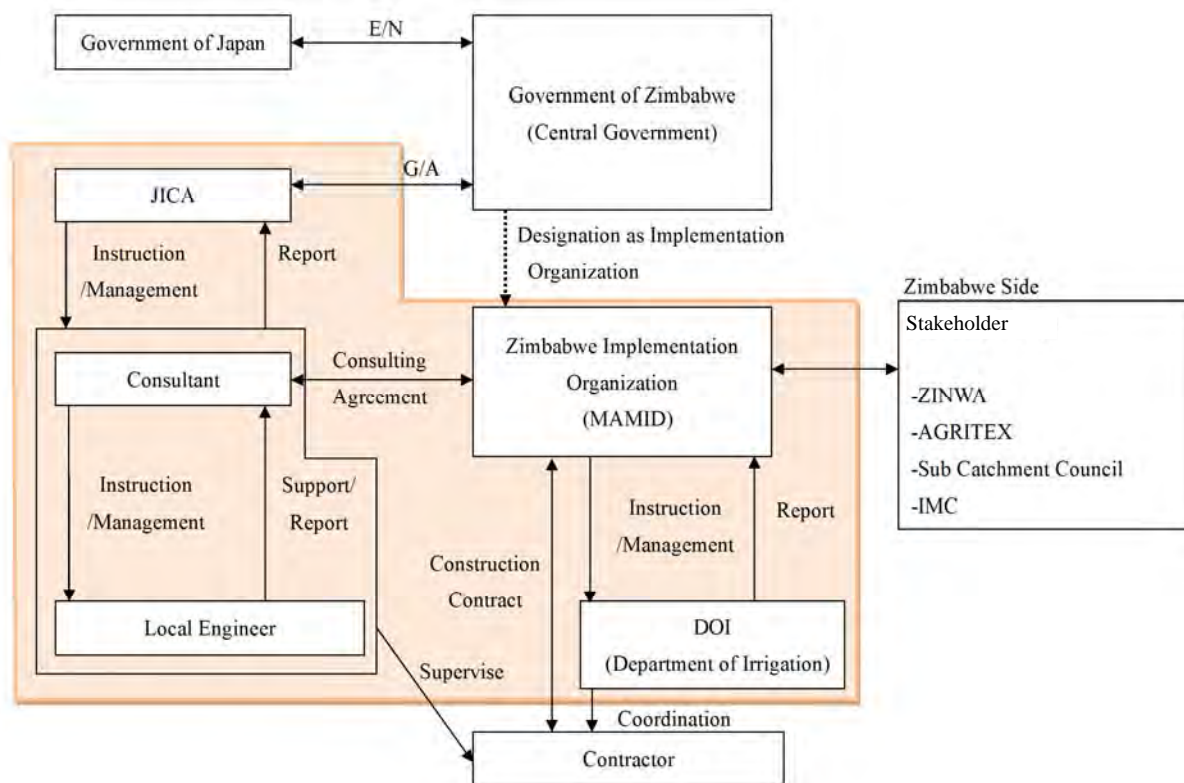 Government of Japan
E/N
Government of Zimbabwe
(Central Government)
JICA
G/A
Instruction
/Management
Report
Designation as Implementation
Organization
Zimbabwe Side
Stakeholder
-ZINWA
-AGRITEX
-Sub Catchment Council
-IMC
Consultant
Consulting
Agreement
Zimbabwe Implementation
Organization
(MAMID)
Instruction
/Management
Support/
Report
Construction
Contract
Instruction
/Management
Report
Local Engineer
DOI
(Department of Irrigation)
Supervise
Coordination
Contractor